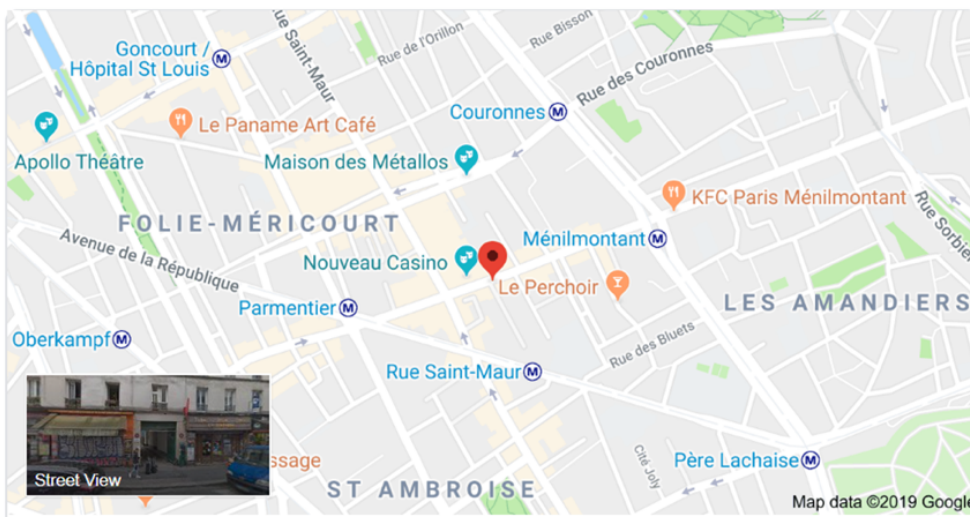 Goncourt /
Hôpital St Louis
Rue Saint-Maur
Rue de l'Orillon
Rue Bisson
Rue des Couronnes
Couronnes
Le Paname Art Café
Apollo Théâtre
Maison des Métallos
KFC Paris Ménilmontant
FOLIE-MÉRICOURT
Rue Sorbier
Avenue de la République
Ménilmontant
Nouveau Casino
Le Perchoir
LES AMANDIERS
Parmentier
Oberkampf
Rue des Bluets
Rue Saint-Maur
Street View
ssage
Cité Joly
Père Lachaise
ST AMBROISE
Map data ©2019 Google